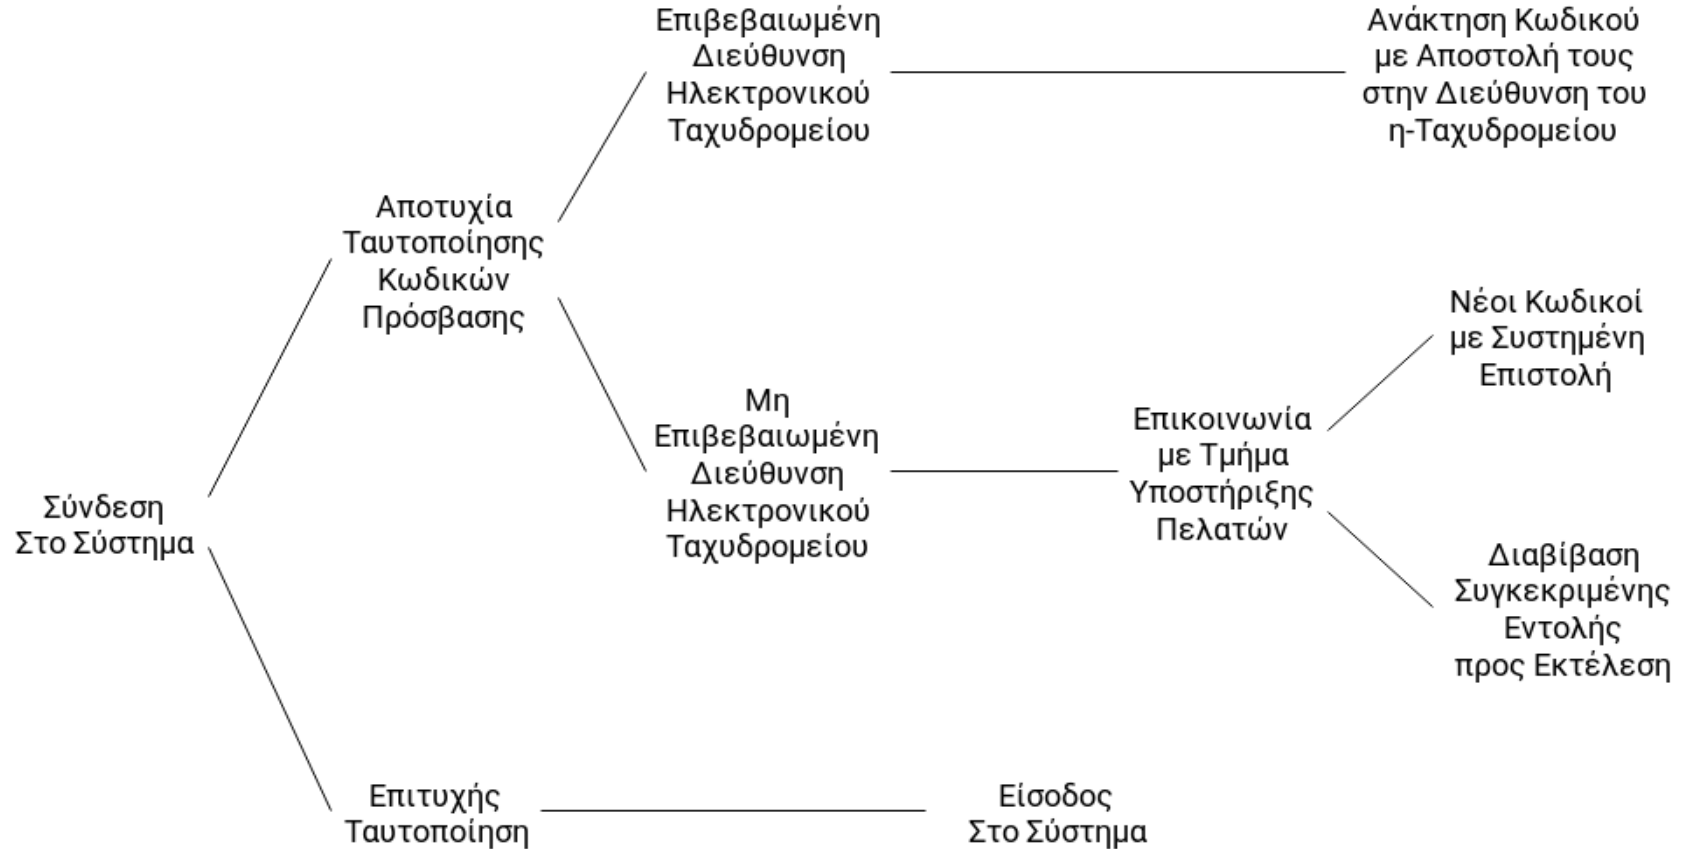 Επιβεβαιωμένη
Διεύθυνση
Ηλεκτρονικού
Ταχυδρομείου
Ανάκτηση Κωδικού
με Αποστολή τους
στην Διεύθυνση του
η-Ταχυδρομείου
Αποτυχία
Ταυτοποίησης
Κωδικών
Πρόσβασης
Νέοι Κωδικοί
με Συστημένη
Επιστολή
Μη
Επιβεβαιωμένη
Διεύθυνση
Ηλεκτρονικού
Ταχυδρομείου
Επικοινωνία
με Τμήμα
Υποστήριξης
Πελατών
Σύνδεση
Στο Σύστημα
Διαβίβαση
Συγκεκριμένης
Εντολής
προς Εκτέλεση
Επιτυχής
Ταυτοποίηση
Είσοδος
Στο Σύστημα